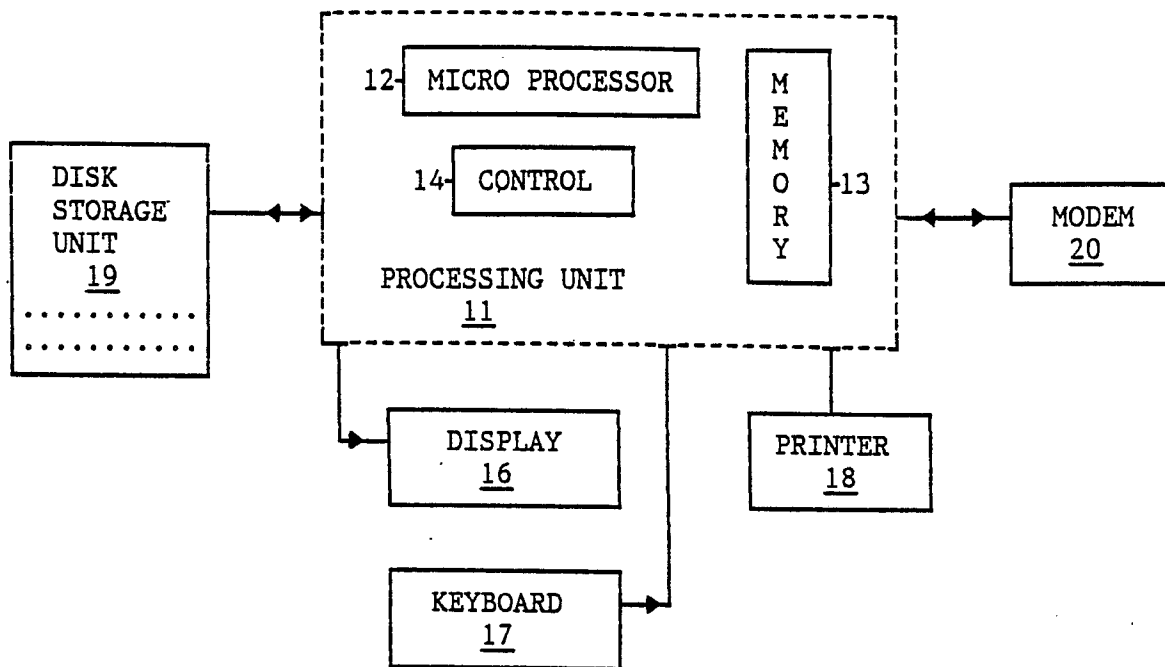 12 MICRO PROCESSOR
14 CONTROL
M
E
M
O
R
Y
13
PROCESSING UNIT
11
DISK
STORAGE
UNIT
19
MODEM
20
DISPLAY
16
PRINTER
18
KEYBOARD
17